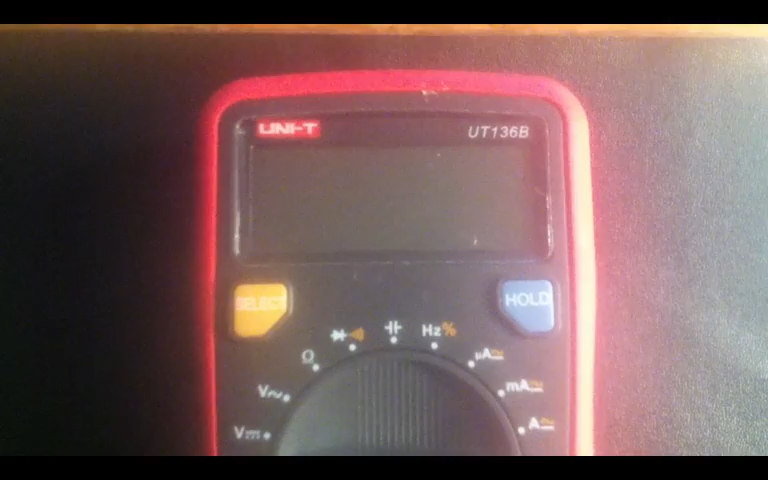 UNI-T UT136B
SELECT HOLD
Hz%
Ω µA
V~ mA
V⎓ A